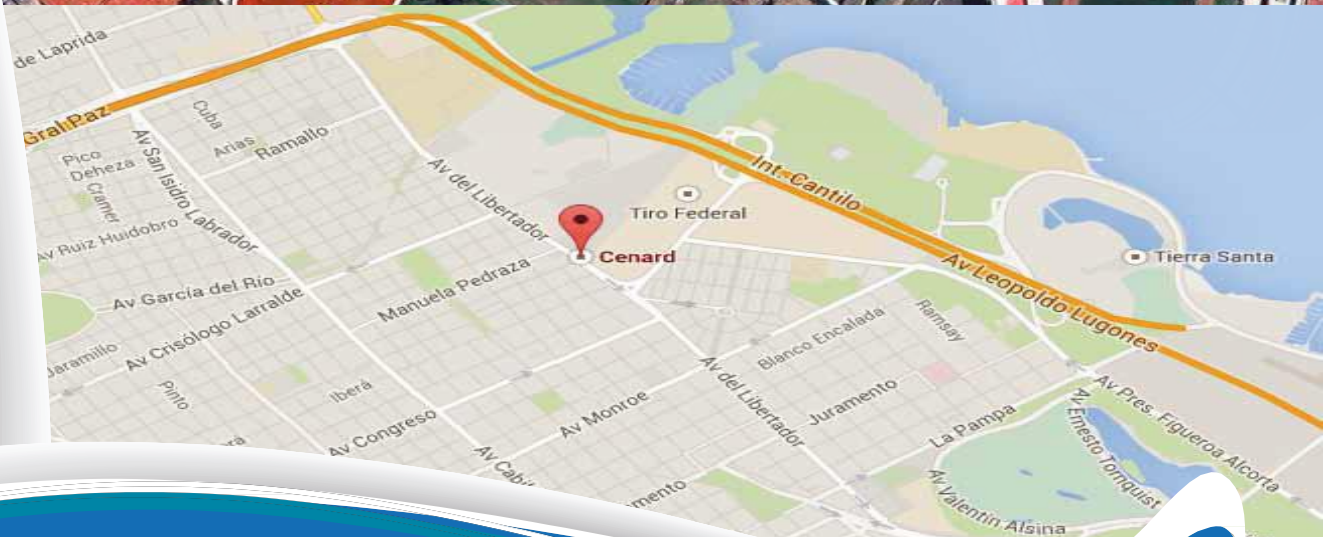 de Laprida
Gral Paz
Cuba
Arias
Ramallo
Pico
Deheza
Cramer
Av San Isidro Labrador
Av Ruiz Huidobro
Av García del Río
Av Crisólogo Larralde
Jaramillo
Pinto
Iberá
Av Congreso
Av del Libertador
Manuela Pedraza
Tiro Federal
Cenard
Int. Cantilo
Av Leopoldo Lugones
Tierra Santa
Ramsay
Blanco Encalada
Av del Libertador
Av Monroe
Juramento
La Pampa
Av Pres. Figueroa Alcorta
Av Ernesto Tornquist
Av Valentín Alsina